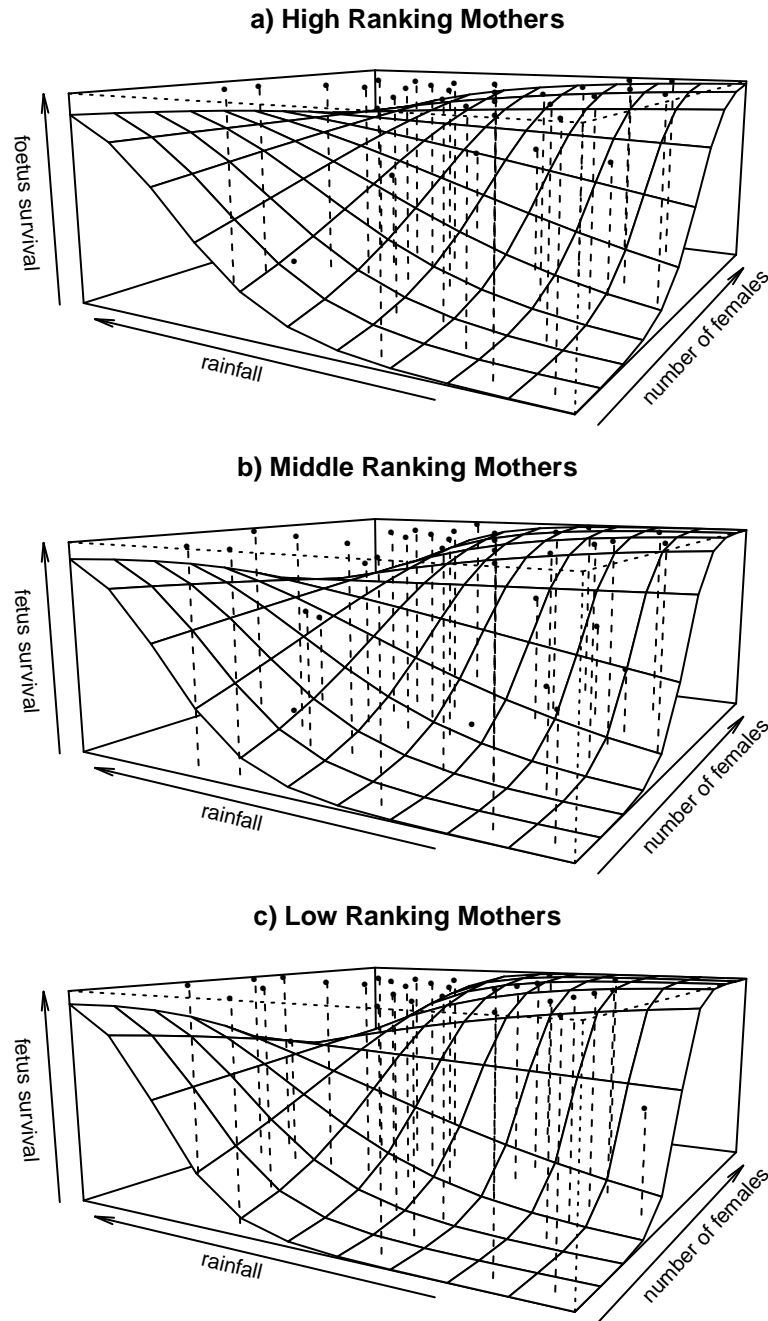 a) High Ranking Mothers
foetus survival
rainfall
number of females
b) Middle Ranking Mothers
fetus survival
rainfall
number of females
c) Low Ranking Mothers
fetus survival
rainfall
number of females